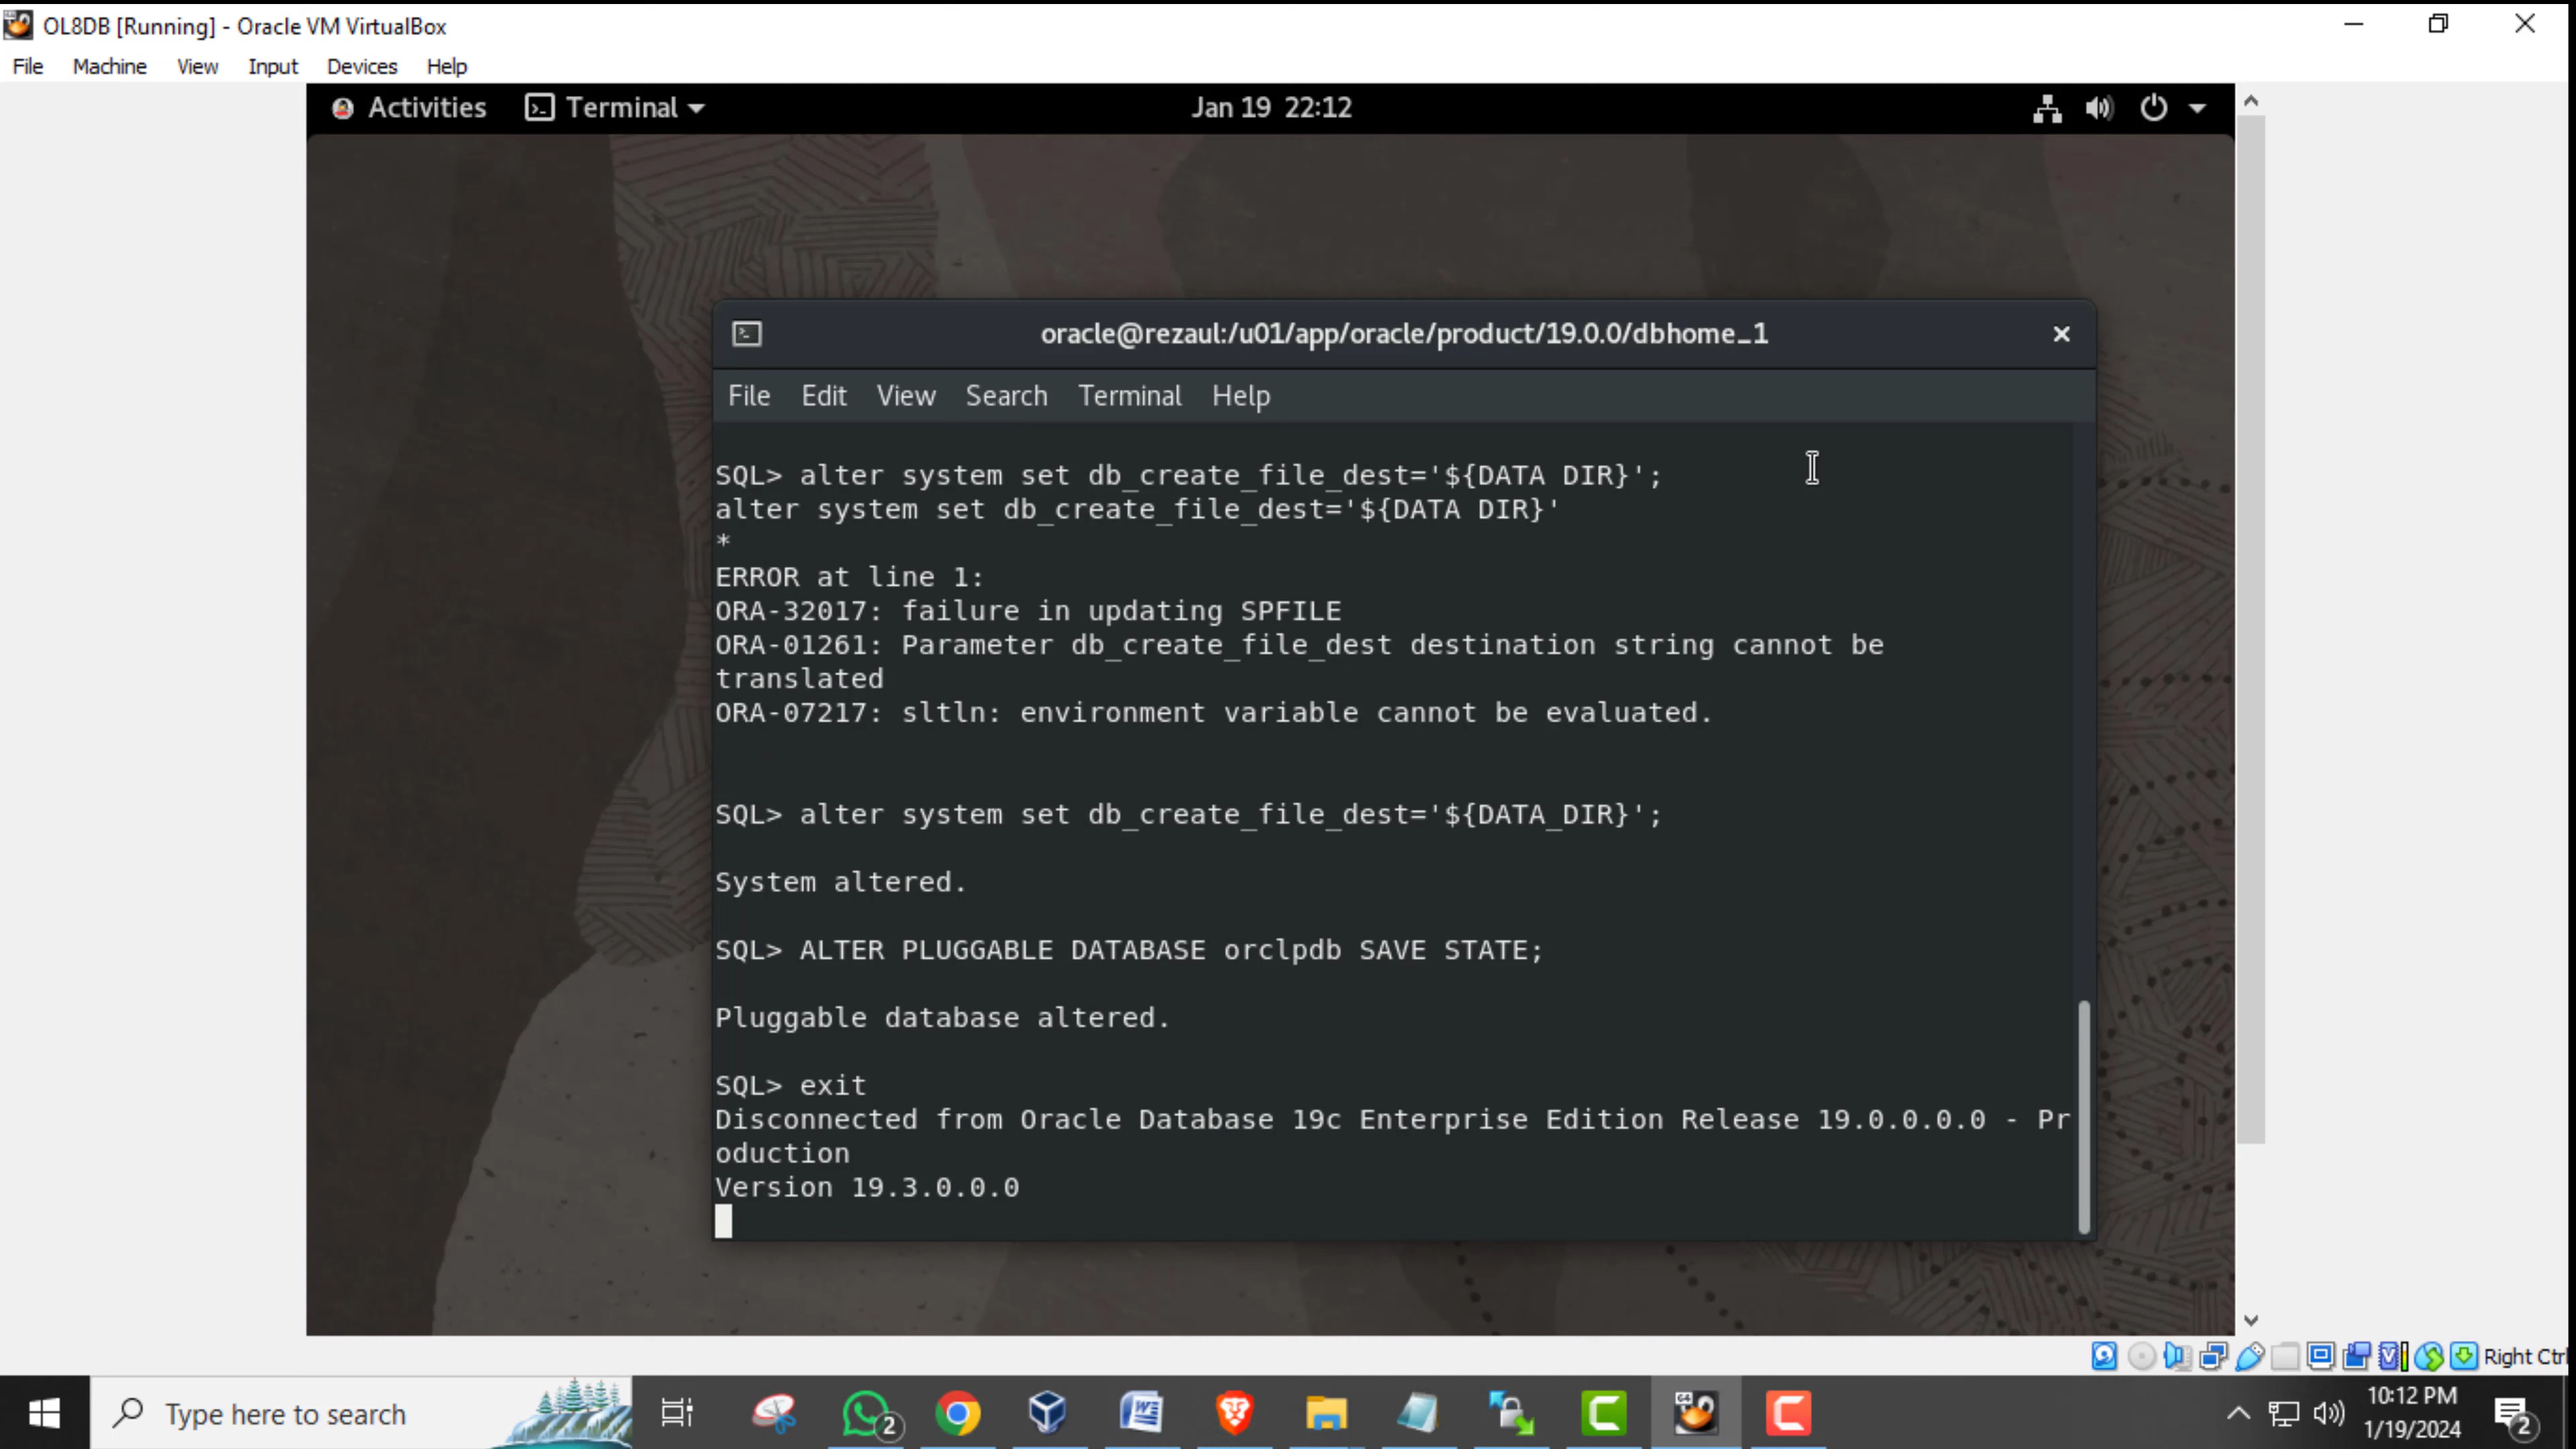 OL8DB [Running] - Oracle VM VirtualBox
File Machine View Input Devices Help
Activities Terminal Jan 19 22:12
oracle@rezaul:/u01/app/oracle/product/19.0.0/dbhome_1
File Edit View Search Terminal Help
SQL> alter system set db_create_file_dest='${DATA DIR}';
alter system set db_create_file_dest='${DATA DIR}'
*
ERROR at line 1:
ORA-32017: failure in updating SPFILE
ORA-01261: Parameter db_create_file_dest destination string cannot be
translated
ORA-07217: sltln: environment variable cannot be evaluated.
SQL> alter system set db_create_file_dest='${DATA_DIR}';
System altered.
SQL> ALTER PLUGGABLE DATABASE orclpdb SAVE STATE;
Pluggable database altered.
SQL> exit
Disconnected from Oracle Database 19c Enterprise Edition Release 19.0.0.0.0 - Pr
oduction
Version 19.3.0.0.0
Right Ctrl
Type here to search
2
10:12 PM
1/19/2024
2